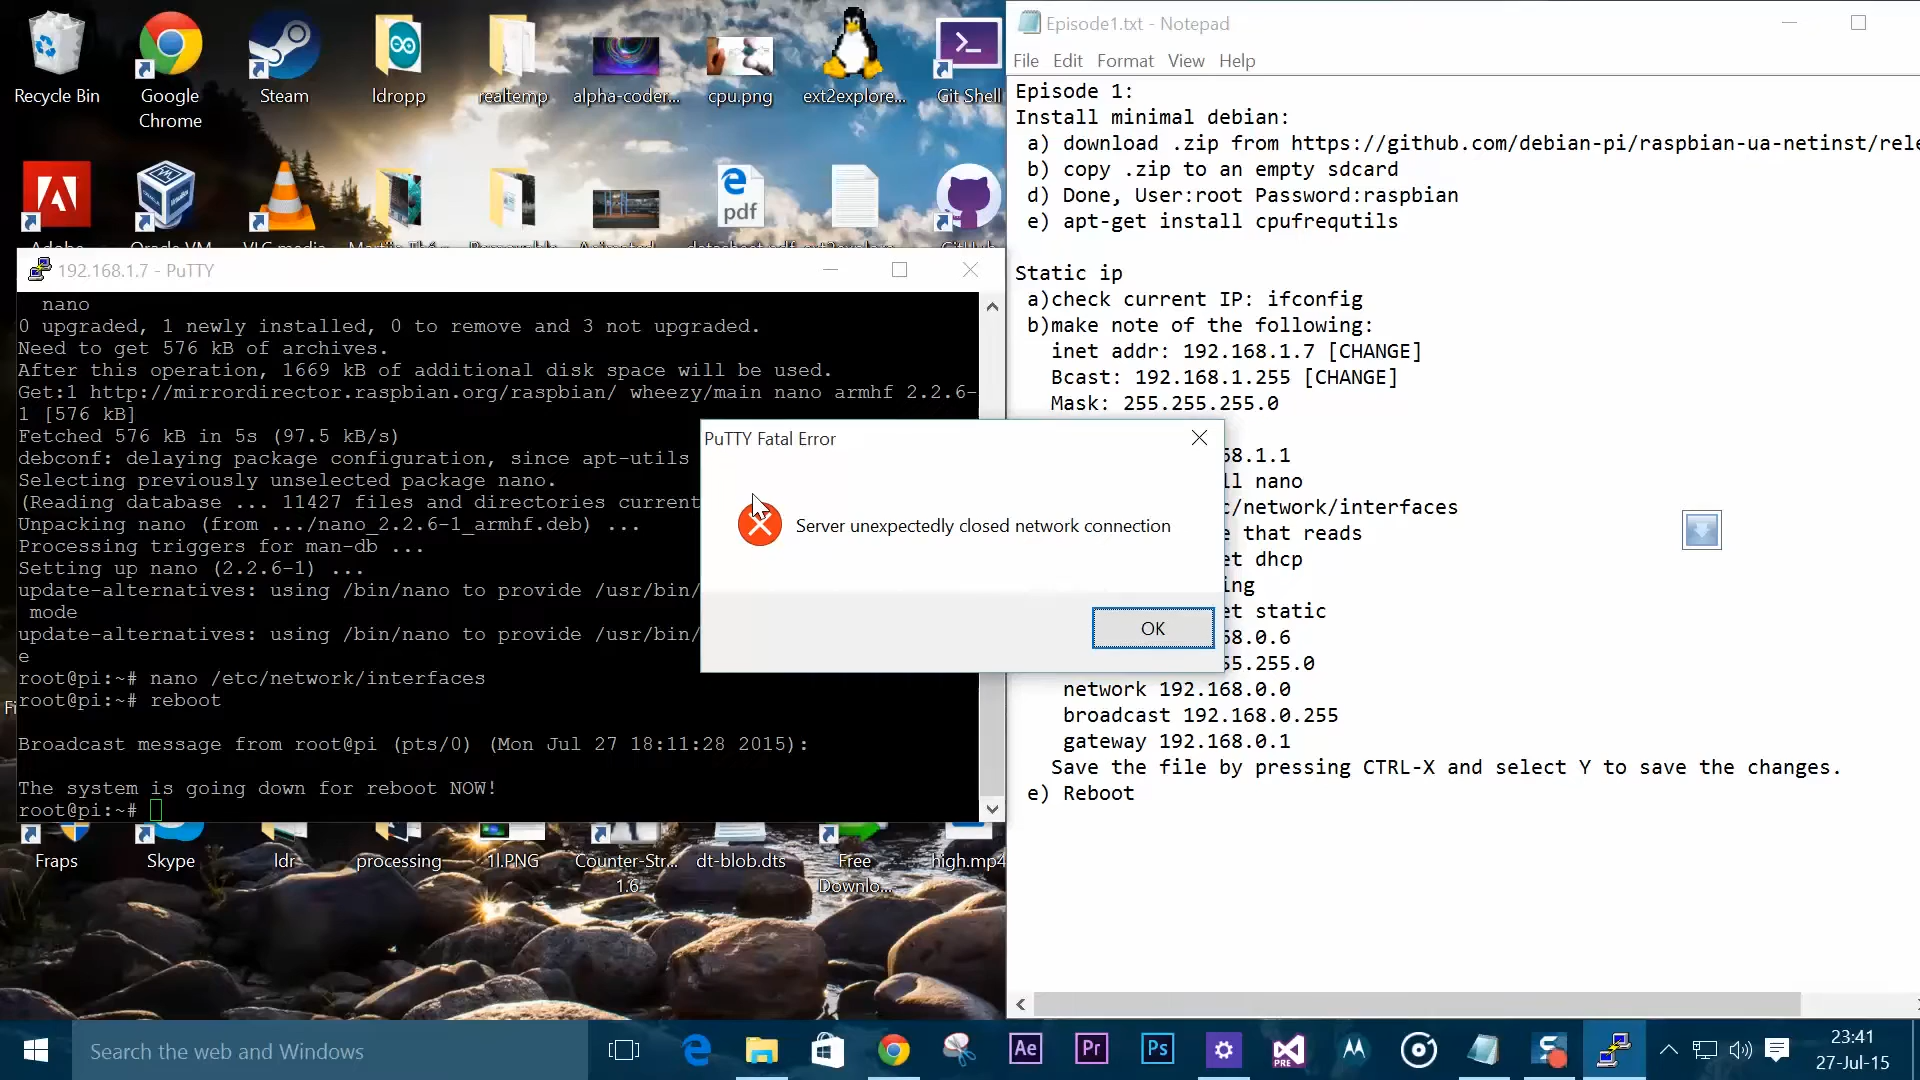 Recycle Bin
Google Chrome
Steam
ldropp
realtemp
alpha-coder...
cpu.png
ext2explore...
Git Shell
pdf
192.168.1.7 - PuTTY
nano
0 upgraded, 1 newly installed, 0 to remove and 3 not upgraded.
Need to get 576 kB of archives.
After this operation, 1669 kB of additional disk space will be used.
Get:1 http://mirrordirector.raspbian.org/raspbian/ wheezy/main nano armhf 2.2.6-
1 [576 kB]
Fetched 576 kB in 5s (97.5 kB/s)
debconf: delaying package configuration, since apt-utils
Selecting previously unselected package nano.
(Reading database ... 11427 files and directories current
Unpacking nano (from .../nano_2.2.6-1_armhf.deb) ...
Processing triggers for man-db ...
Setting up nano (2.2.6-1) ...
update-alternatives: using /bin/nano to provide /usr/bin/
mode
update-alternatives: using /bin/nano to provide /usr/bin/
e
root@pi:~# nano /etc/network/interfaces
root@pi:~# reboot
Broadcast message from root@pi (pts/0) (Mon Jul 27 18:11:28 2015):
The system is going down for reboot NOW!
root@pi:~#
PuTTY Fatal Error
Server unexpectedly closed network connection
OK
Fraps
Skype
ldr
processing
1l.PNG
Counter-Str... 1.6
dt-blob.dts
Free Downlo...
high.mp4
Episode1.txt - Notepad
File Edit Format View Help
Episode 1:
Install minimal debian:
a) download .zip from https://github.com/debian-pi/raspbian-ua-netinst/rele
b) copy .zip to an empty sdcard
d) Done, User:root Password:raspbian
e) apt-get install cpufrequtils
Static ip
a)check current IP: ifconfig
b)make note of the following:
inet addr: 192.168.1.7 [CHANGE]
Bcast: 192.168.1.255 [CHANGE]
Mask: 255.255.255.0
68.1.1
ll nano
c/network/interfaces
e that reads
et dhcp
ing
et static
68.0.6
55.255.0
network 192.168.0.0
broadcast 192.168.0.255
gateway 192.168.0.1
Save the file by pressing CTRL-X and select Y to save the changes.
e) Reboot
Search the web and Windows
Ae
Pr
Ps
PRE
23:41
27-Jul-15